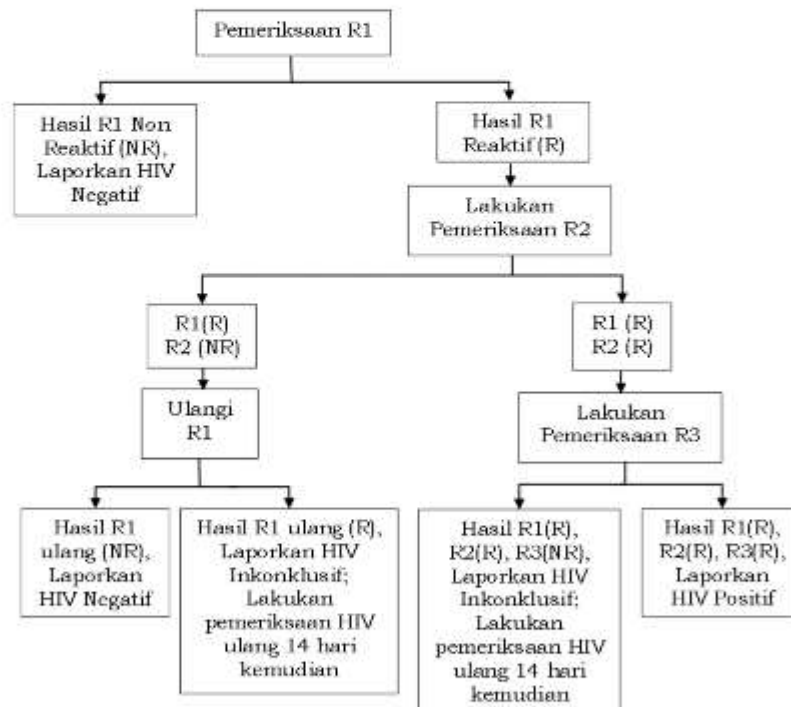 Pemeriksaan R1
Hasil R1 Non
Reaktif (NR),
Laporkan HIV
Negatif
Hasil R1
Reaktif (R)
Lakukan
Pemeriksaan R2
R1(R)
R2 (NR)
R1 (R)
R2 (R)
Ulangi
R1
Lakukan
Pemeriksaan R3
Hasil R1
ulang (NR),
Laporkan
HIV Negatif
Hasil R1 ulang (R),
Laporkan HIV
Inkonklusif;
Lakukan
pemeriksaan HIV
ulang 14 hari
kemudian
Hasil R1(R),
R2(R), R3(NR),
Laporkan HIV
Inkonklusif;
Lakukan
pemeriksaan HIV
ulang 14 hari
kemudian
Hasil R1(R),
R2(R), R3(R),
Laporkan
HIV Positif